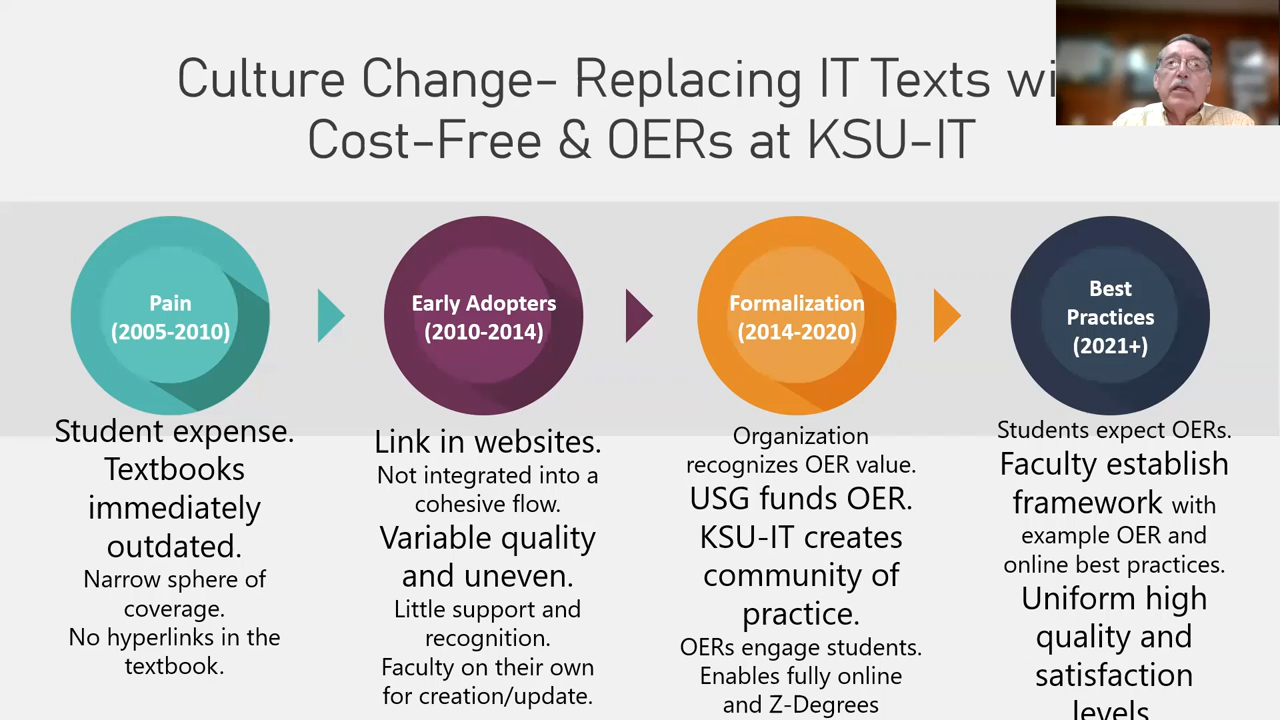 Culture Change- Replacing IT Texts wi
Cost-Free & OERs at KSU-IT
Pain
(2005-2010)
Student expense.
Textbooks
immediately
outdated.
Narrow sphere of
coverage.
No hyperlinks in the
textbook.
Early Adopters
(2010-2014)
Link in websites.
Not integrated into a
cohesive flow.
Variable quality
and uneven.
Little support and
recognition.
Faculty on their own
for creation/update.
Formalization
(2014-2020)
Organization
recognizes OER value.
USG funds OER.
KSU-IT creates
community of
practice.
OERs engage students.
Enables fully online
and Z-Degrees
Best
Practices
(2021+)
Students expect OERs.
Faculty establish
framework with
example OER and
online best practices.
Uniform high
quality and
satisfaction
levels